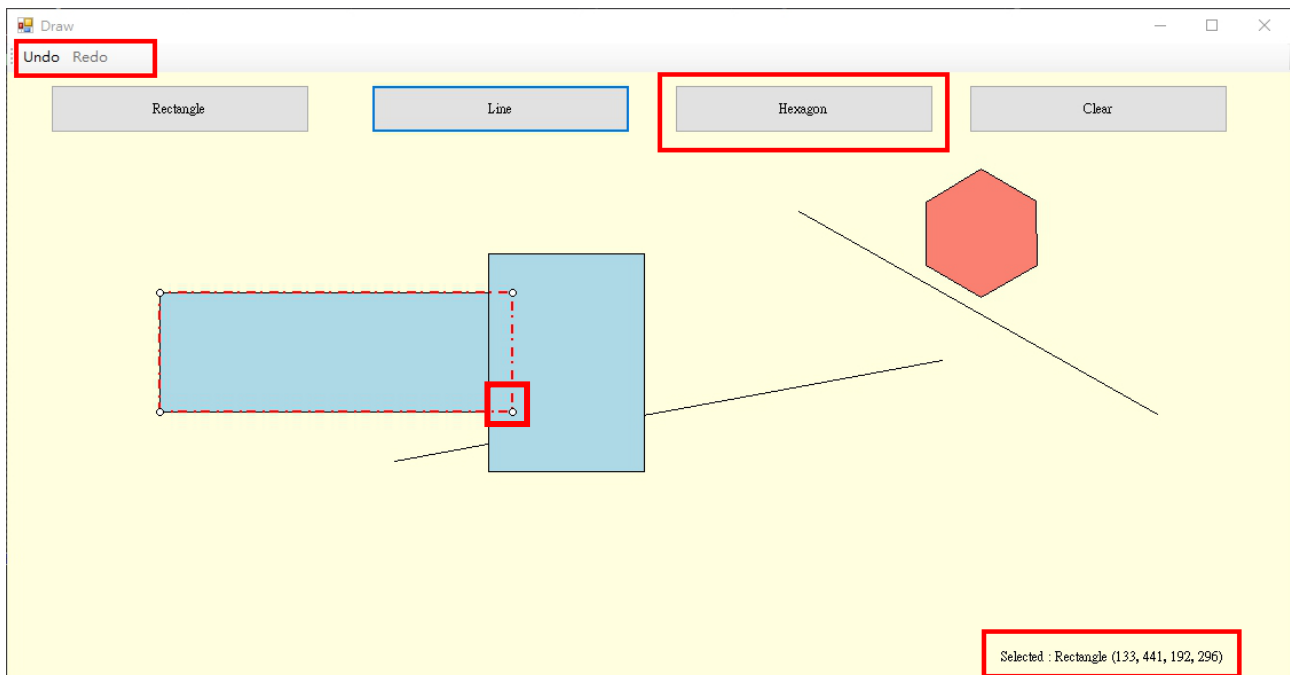 Draw
Undo Redo
Rectangle
Line
Hexagon
Clear
Selected : Rectangle (133, 441, 192, 296)